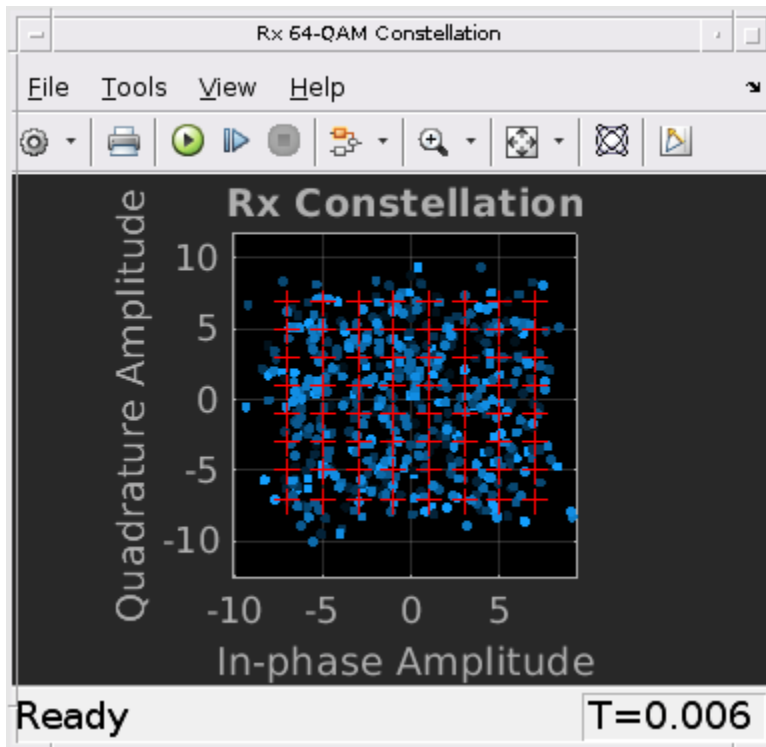 Rx 64-QAM Constellation
File Tools View Help
Rx Constellation
Quadrature Amplitude
10
5
0
-5
-10
-10 -5 0 5
In-phase Amplitude
Ready T=0.006